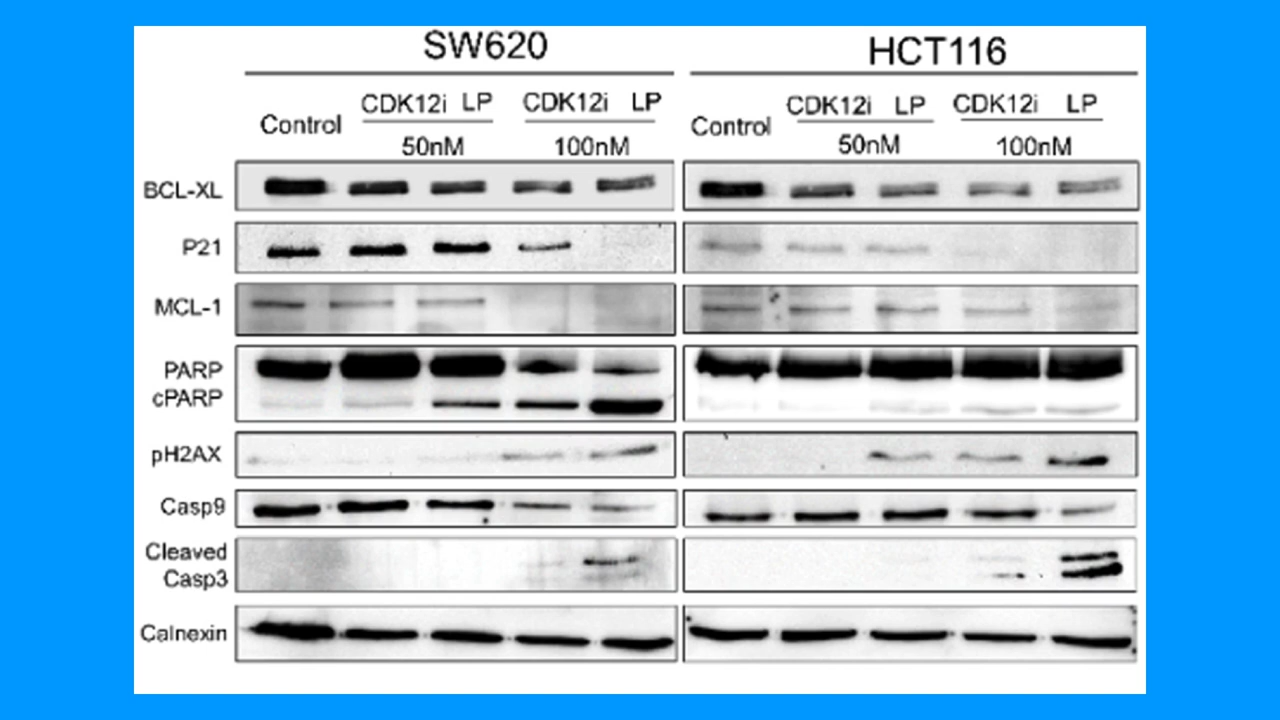 SW620 HCT116
Control CDK12i LP CDK12i LP Control CDK12i LP CDK12i LP
50nM 100nM 50nM 100nM
BCL-XL
P21
MCL-1
PARP
cPARP
pH2AX
Casp9
Cleaved
Casp3
Calnexin